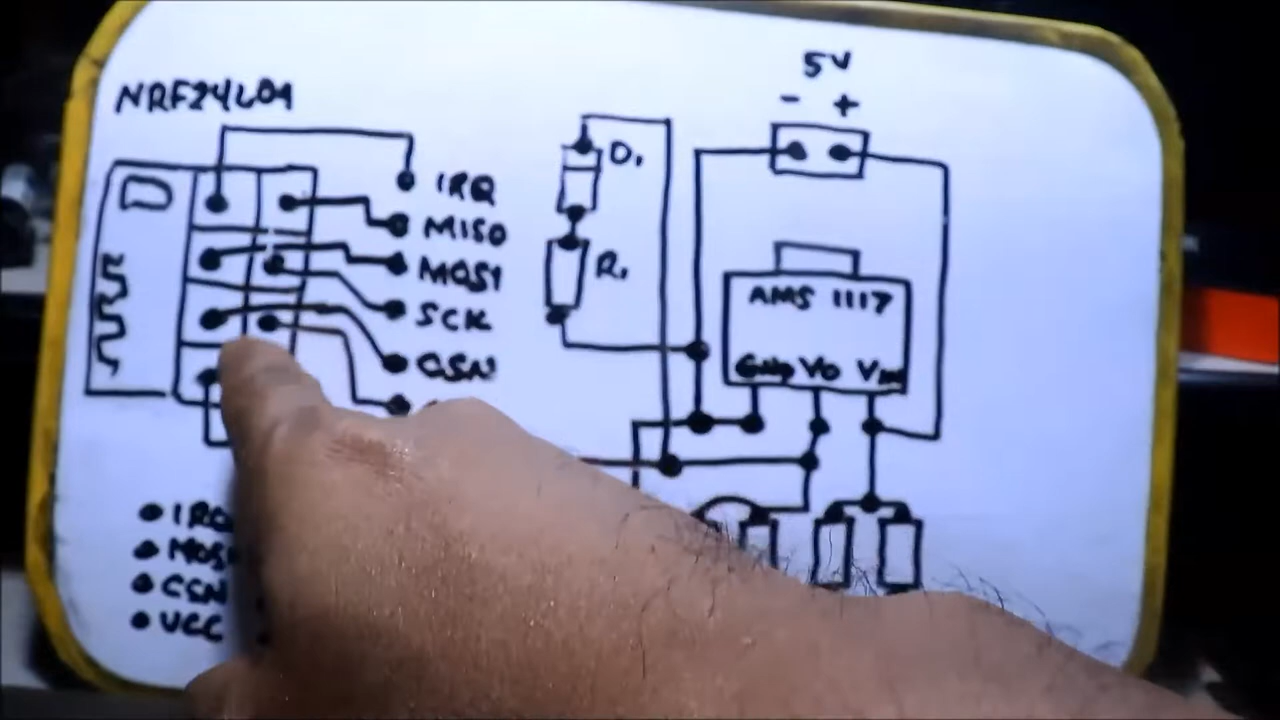 NRF24L01
5V
- +
IRQ
MISO
MOSI
SCK
CSN
D1
R1
AMS 1117
GND VO VIN
IRQ
MOSI
CSN
VCC